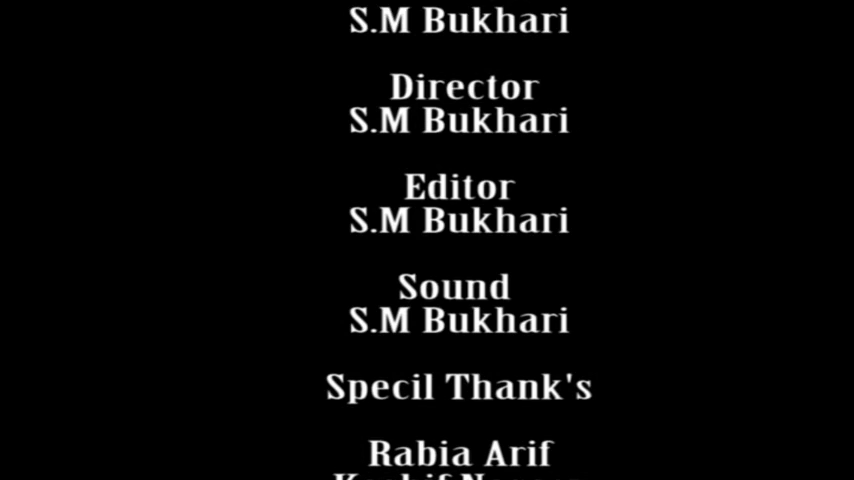 S.M Bukhari
Director
S.M Bukhari
Editor
S.M Bukhari
Sound
S.M Bukhari
Specil Thank's
Rabia Arif